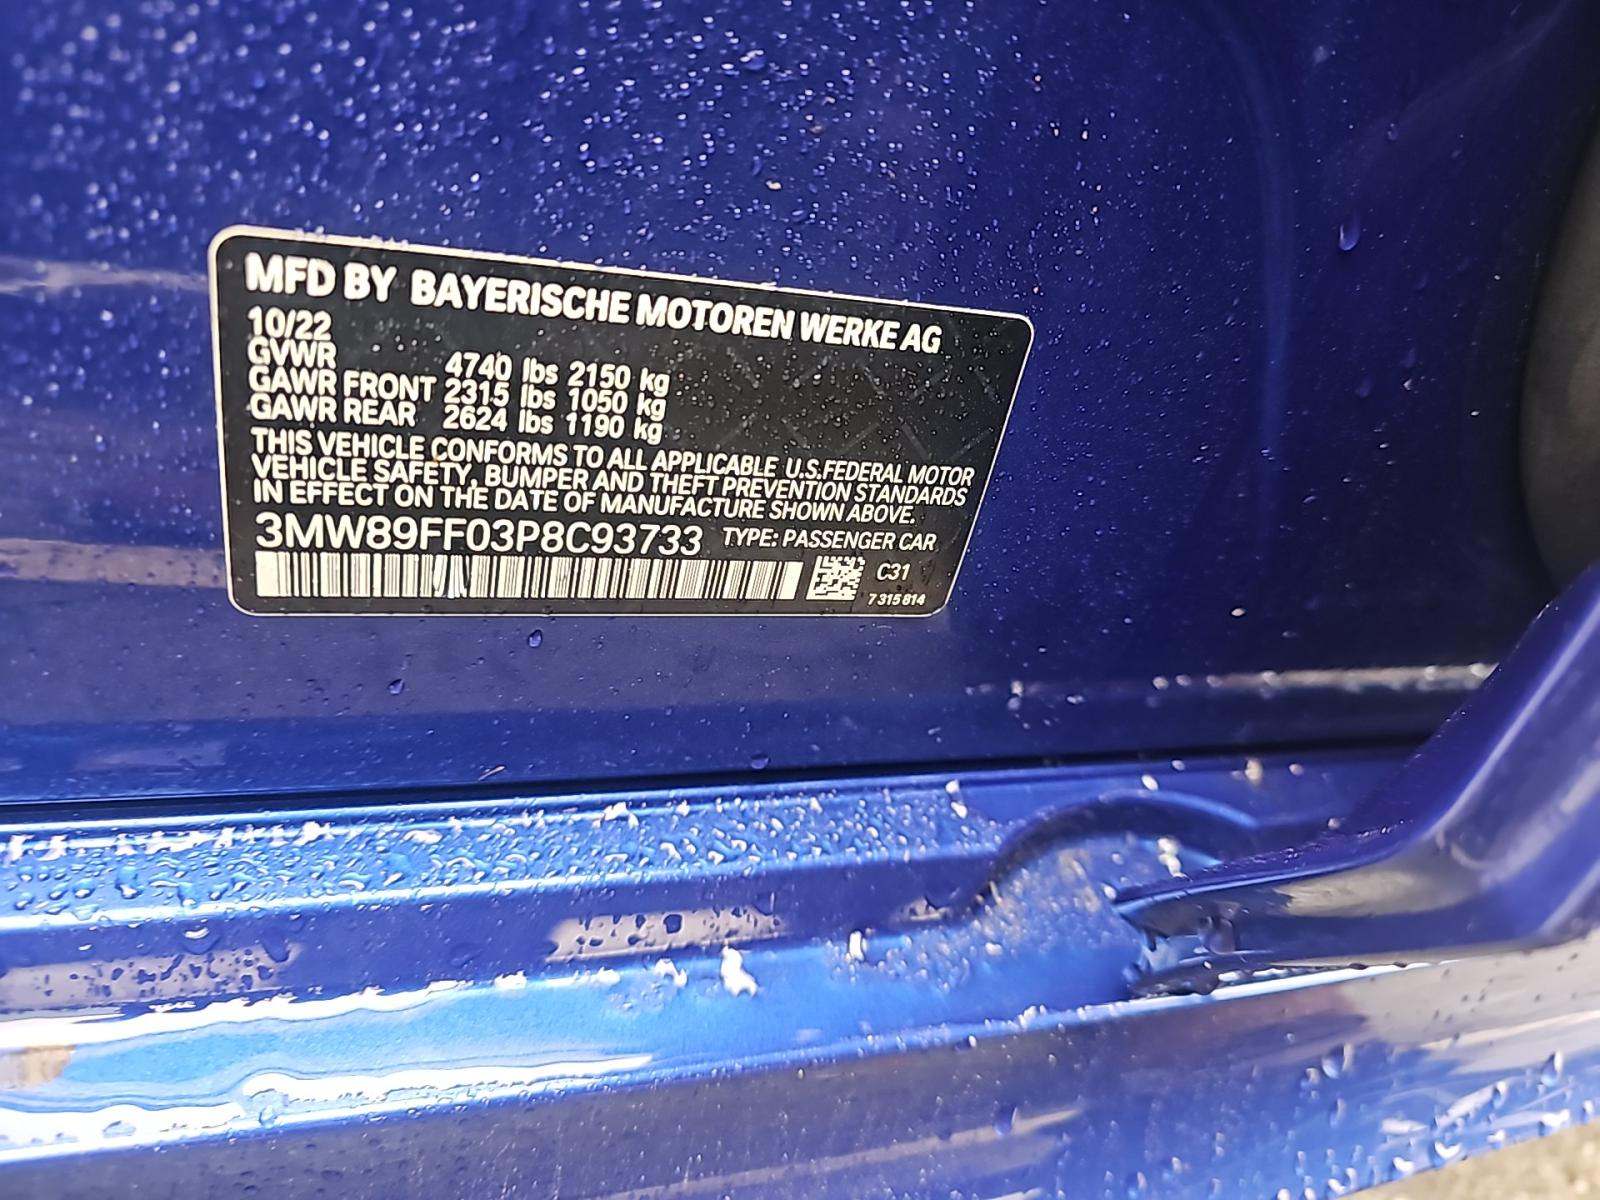 MFD BY BAYERISCHE MOTOREN WERKE AG
10/22
GVWR 4740 lbs 2150 kg
GAWR FRONT 2315 lbs 1050 kg
GAWR REAR 2624 lbs 1190 kg
THIS VEHICLE CONFORMS TO ALL APPLICABLE U.S.FEDERAL MOTOR
VEHICLE SAFETY, BUMPER AND THEFT PREVENTION STANDARDS
IN EFFECT ON THE DATE OF MANUFACTURE SHOWN ABOVE.
3MW89FF03P8C93733 TYPE: PASSENGER CAR
C31
7 315 814